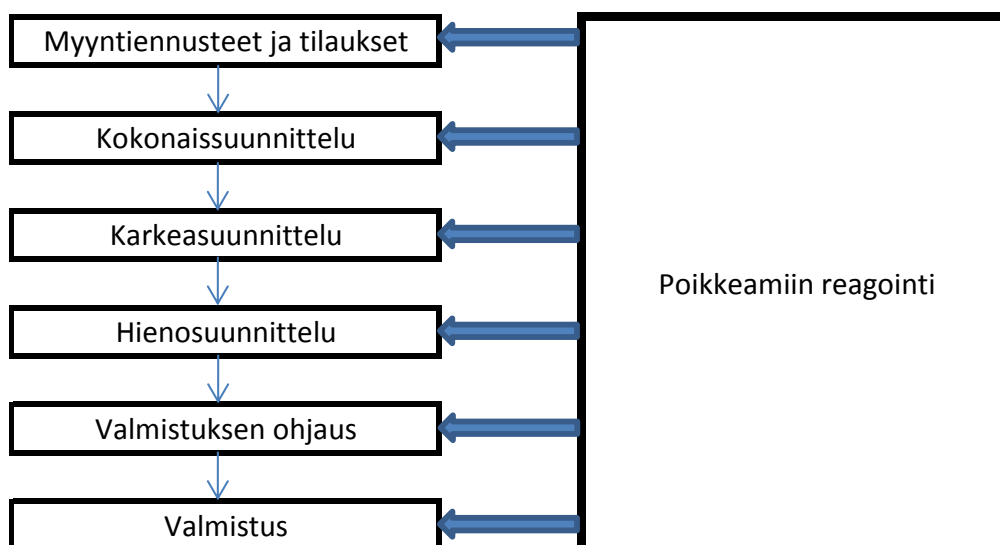 Myyntiennusteet ja tilaukset
Kokonaissuunnittelu
Karkeasuunnittelu
Hienosuunnittelu
Valmistuksen ohjaus
Valmistus
Poikkeamiin reagointi